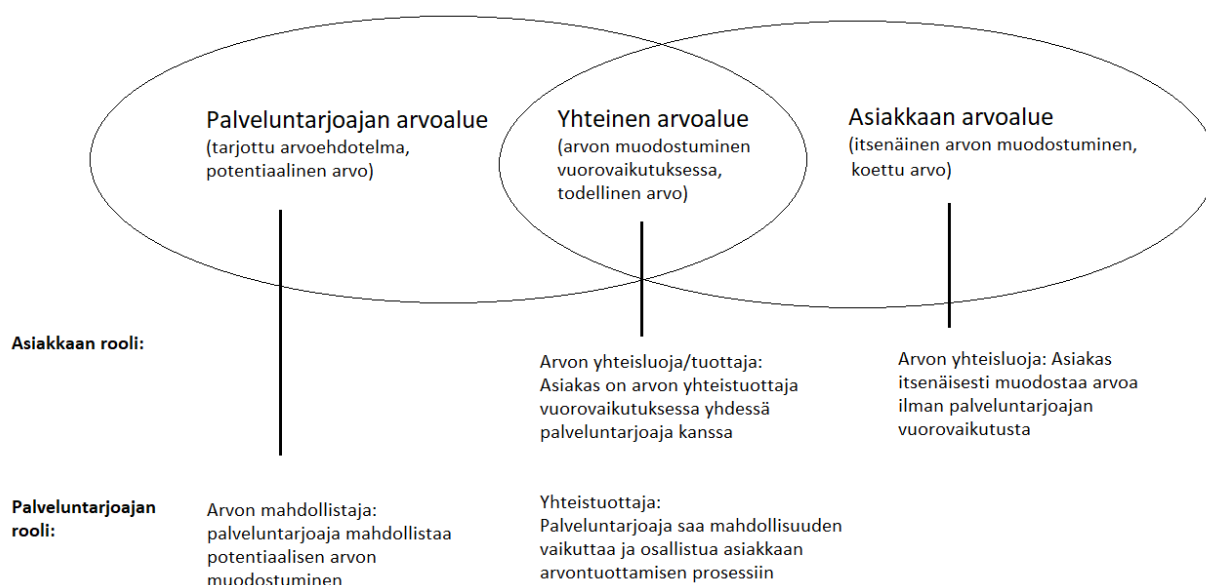 Palveluntarjoajan arvoalue
(tarjottu arvoehdotelma,
potentiaalinen arvo)
Yhteinen arvoalue
(arvon muodostuminen
vuorovaikutuksessa,
todellinen arvo)
Asiakkaan arvoalue
(itsenäinen arvon muodostuminen,
koettu arvo)
Asiakkaan rooli:
Arvon yhteisluoja/tuottaja:
Asiakas on arvon yhteistuottaja
vuorovaikutuksessa yhdessä
palveluntarjoaja kanssa
Arvon yhteisluoja: Asiakas
itsenäisesti muodostaa arvoa
ilman palveluntarjoajan
vuorovaikutusta
Palveluntarjoajan
rooli:
Arvon mahdollistaja:
palveluntarjoaja mahdollistaa
potentiaalisen arvon
muodostuminen
Yhteistuottaja:
Palveluntarjoaja saa mahdollisuuden
vaikuttaa ja osallistua asiakkaan
arvontuottamisen prosessiin